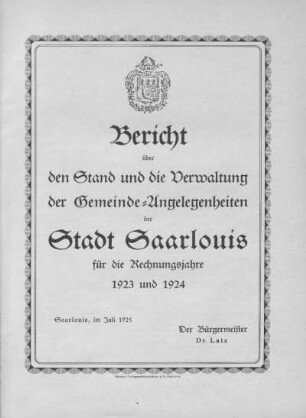 Bericht
über
den Stand und die Verwaltung
der Gemeinde-Angelegenheiten
der
Stadt Saarlouis
für die Rechnungsjahre
1923 und 1924
Saarlouis, im Juli 1925
Der Bürgermeister
Dr. Latz